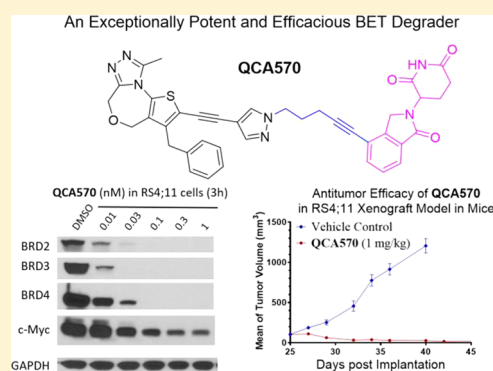 An Exceptionally Potent and Efficacious BET Degrader
QCA570
N
N
N
S
O
N
N
HN
O
O
N
O
QCA570 (nM) in RS4;11 cells (3h)
DMSO
0.01
0.03
0.1
0.3
1
BRD2
BRD3
BRD4
c-Myc
GAPDH
Antitumor Efficacy of QCA570
in RS4;11 Xenograft Model in Mice
Mean of Tumor Volume (mm³)
Vehicle Control
QCA570 (1 mg/kg)
1500
1000
500
0
25 30 35 40 45
Days post Implantation